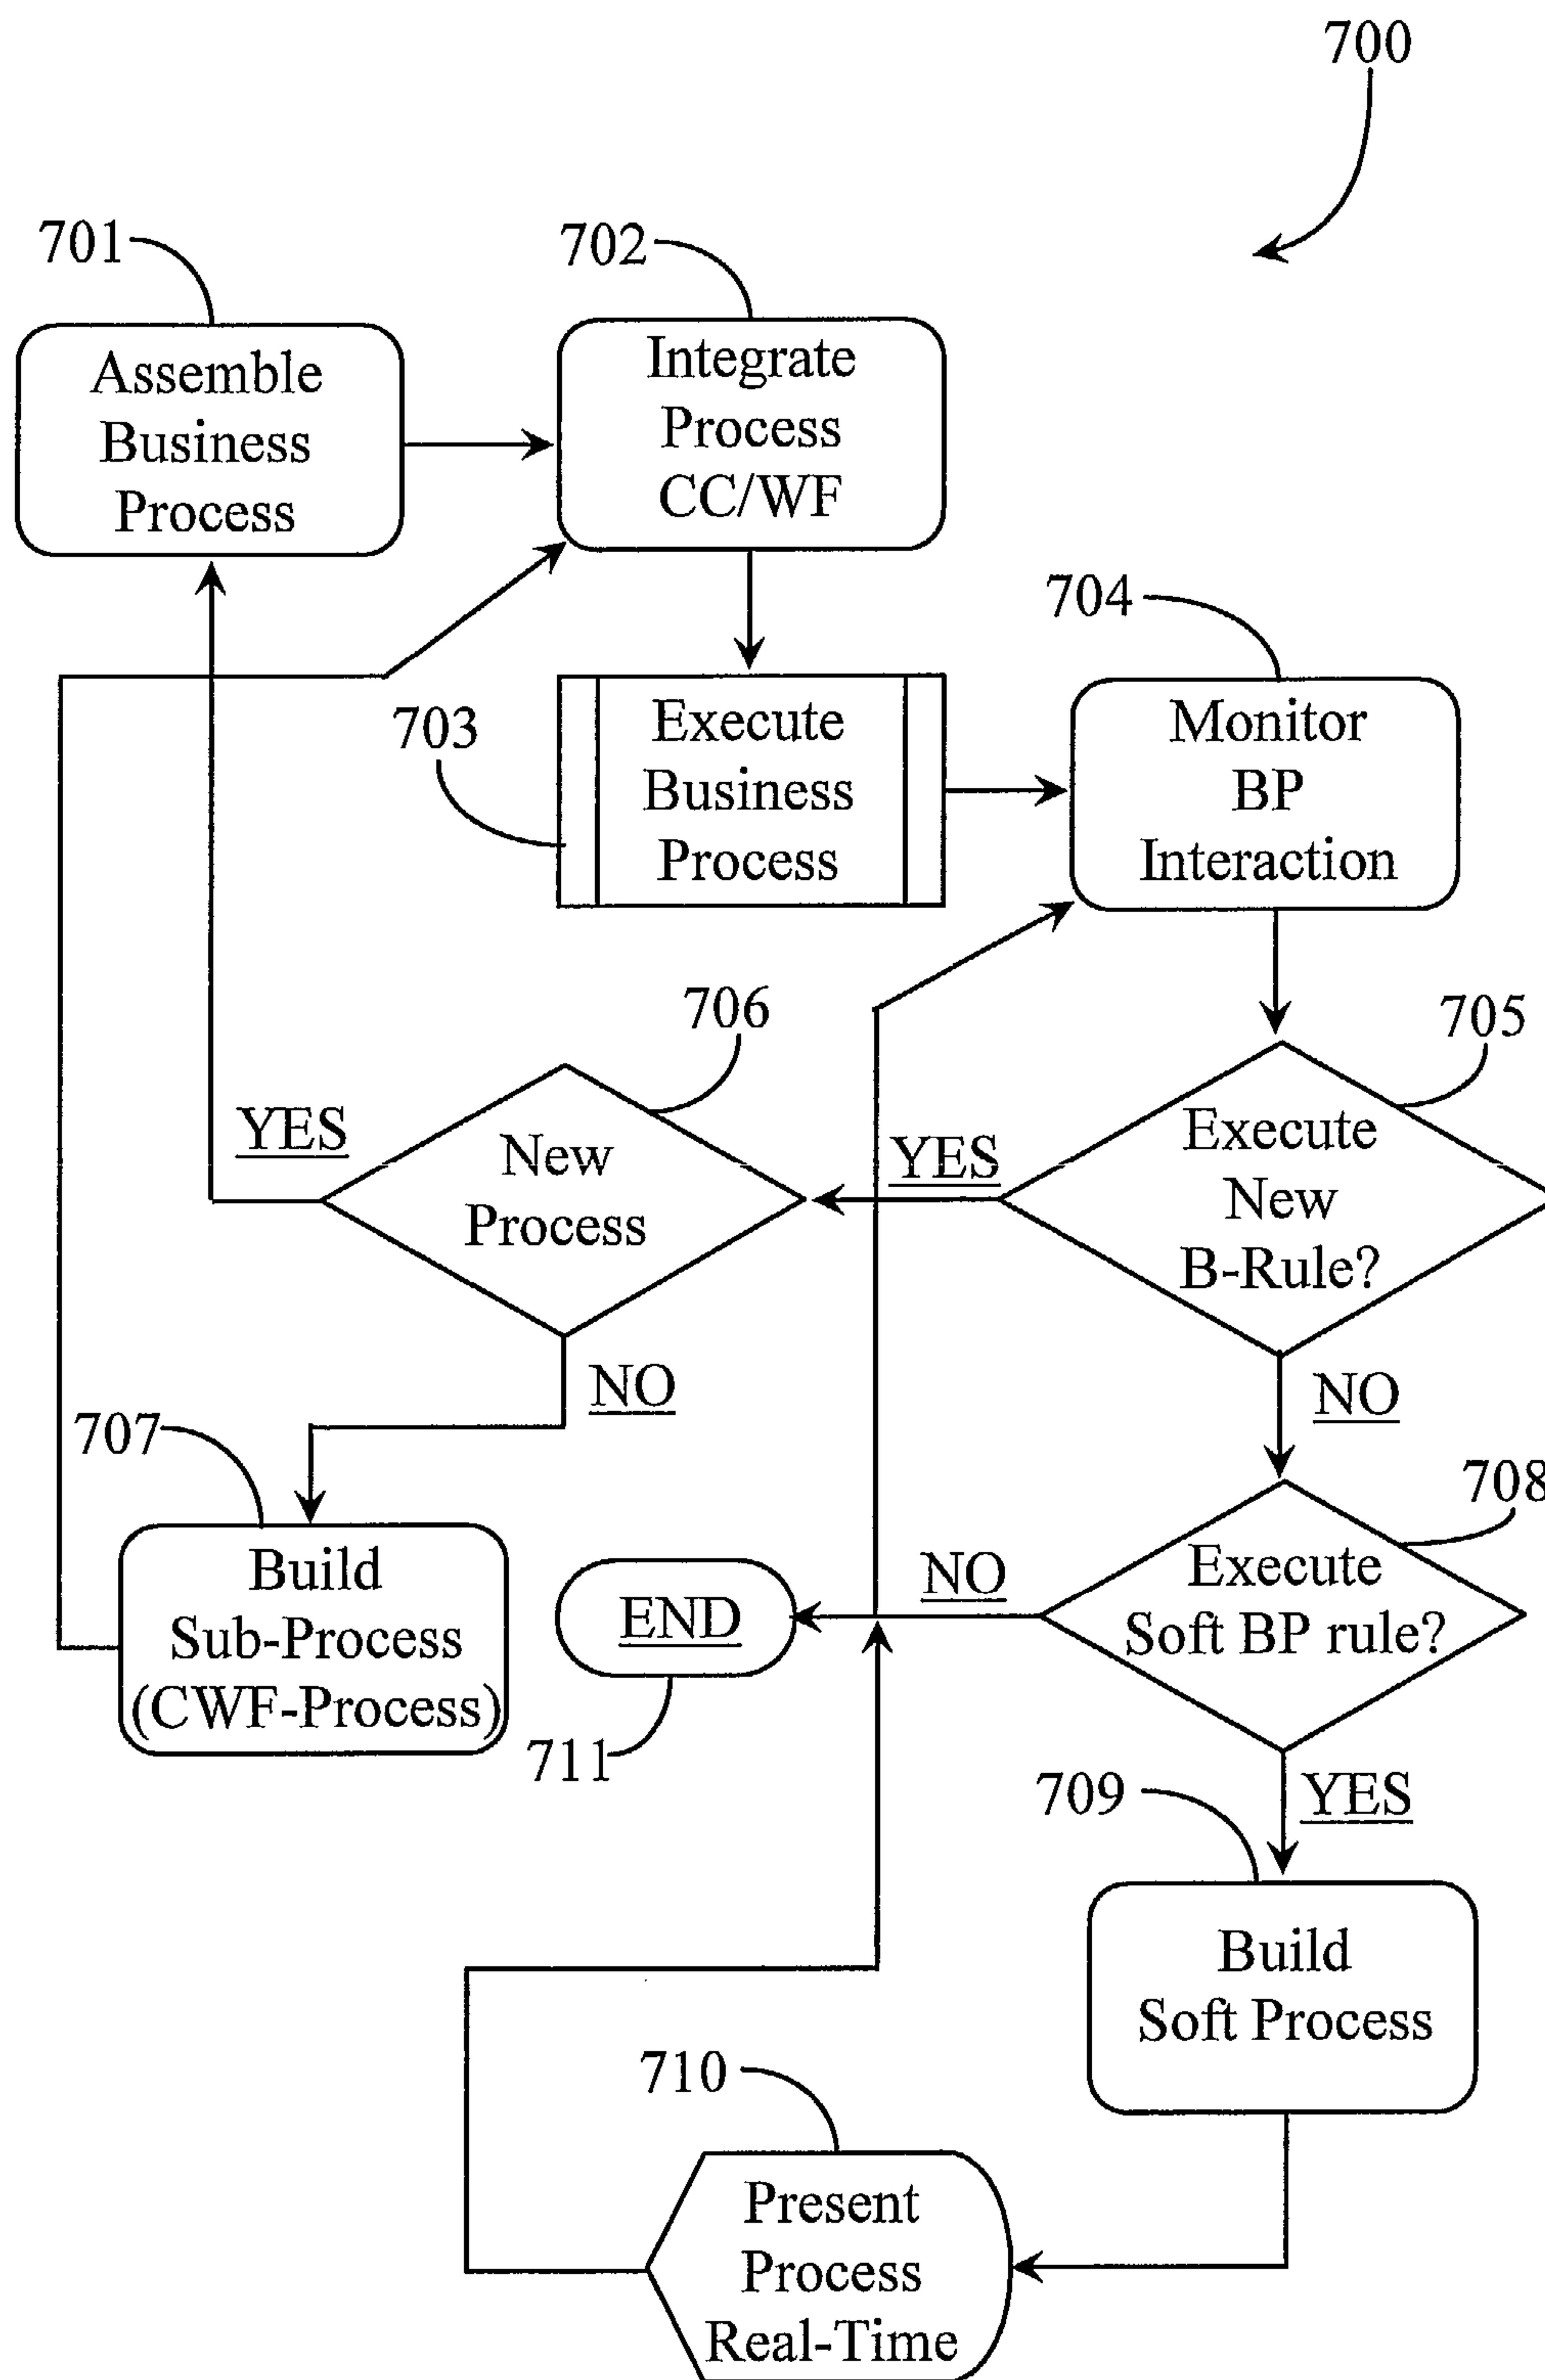 700
701
702
Assemble
Business
Process
Integrate
Process
CC/WF
703
Execute
Business
Process
704
Monitor
BP
Interaction
705
Execute
New
B-Rule?
YES
706
New
Process
YES
NO
707
Build
Sub-Process
(CWF-Process)
NO
708
Execute
Soft BP rule?
NO
END
711
YES
709
Build
Soft Process
710
Present
Process
Real-Time